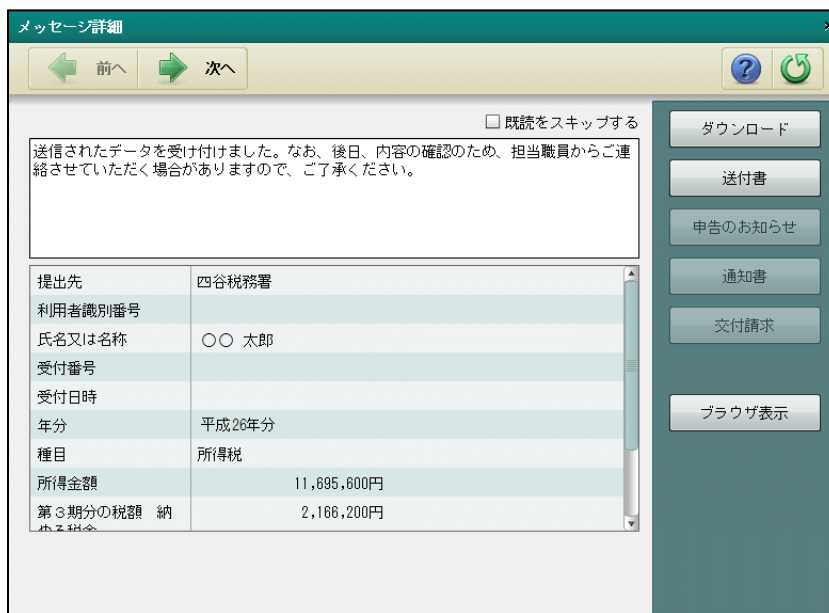 メッセージ詳細
前へ
次へ
既読をスキップする
送信されたデータを受け付けました。なお、後日、内容の確認のため、担当職員からご連
絡させていただく場合がありますので、ご了承ください。
提出先 四谷税務署
利用者識別番号
氏名又は名称 〇〇 太郎
受付番号
受付日時
年分 平成26年分
種目 所得税
所得金額 11,695,600円
第3期分の税額 納 2,166,200円
める税金
ダウンロード
送付書
申告のお知らせ
通知書
交付請求
ブラウザ表示